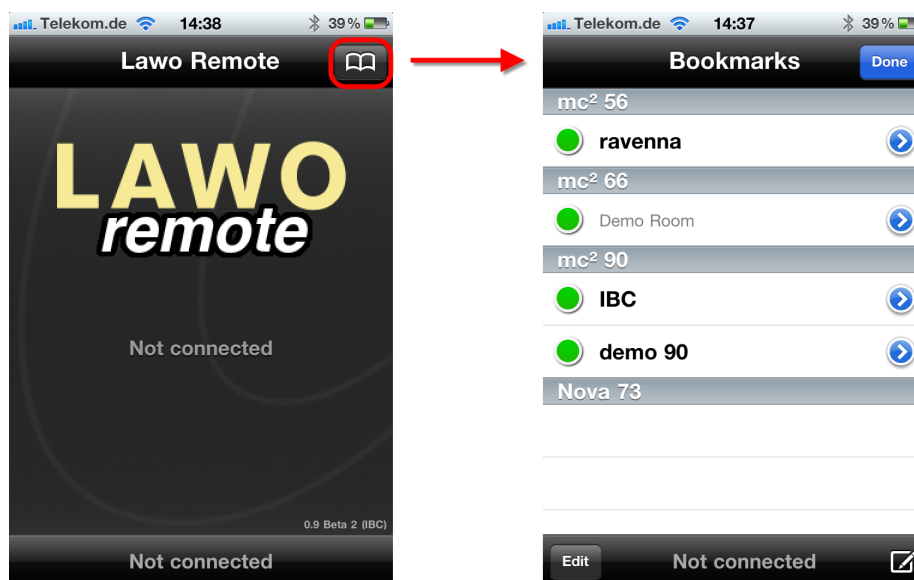 Telekom.de 14:38 39%
Lawo Remote
LAWO
remote
Not connected
0.9 Beta 2 (IBC)
Not connected
Telekom.de 14:37 39%
Bookmarks Done
mc² 56
ravenna
mc² 66
Demo Room
mc² 90
IBC
demo 90
Nova 73
Edit Not connected